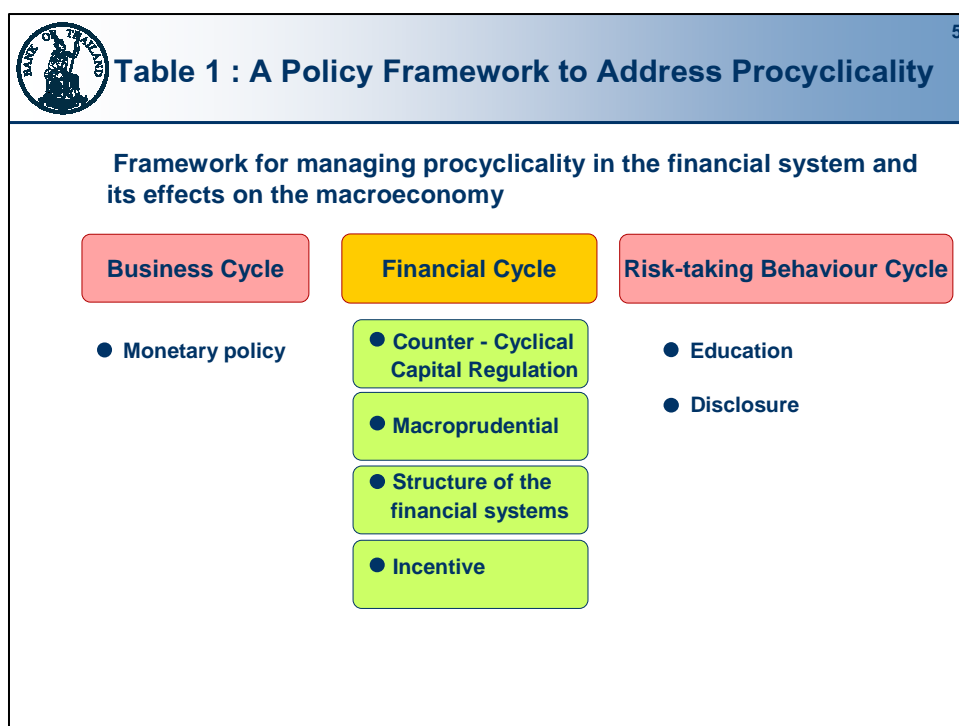 5
BANK OF THAILAND
Table 1 : A Policy Framework to Address Procyclicality
Framework for managing procyclicality in the financial system and
its effects on the macroeconomy
Business Cycle
● Monetary policy
Financial Cycle
● Counter - Cyclical
Capital Regulation
● Macroprudential
● Structure of the
financial systems
● Incentive
Risk-taking Behaviour Cycle
● Education
● Disclosure